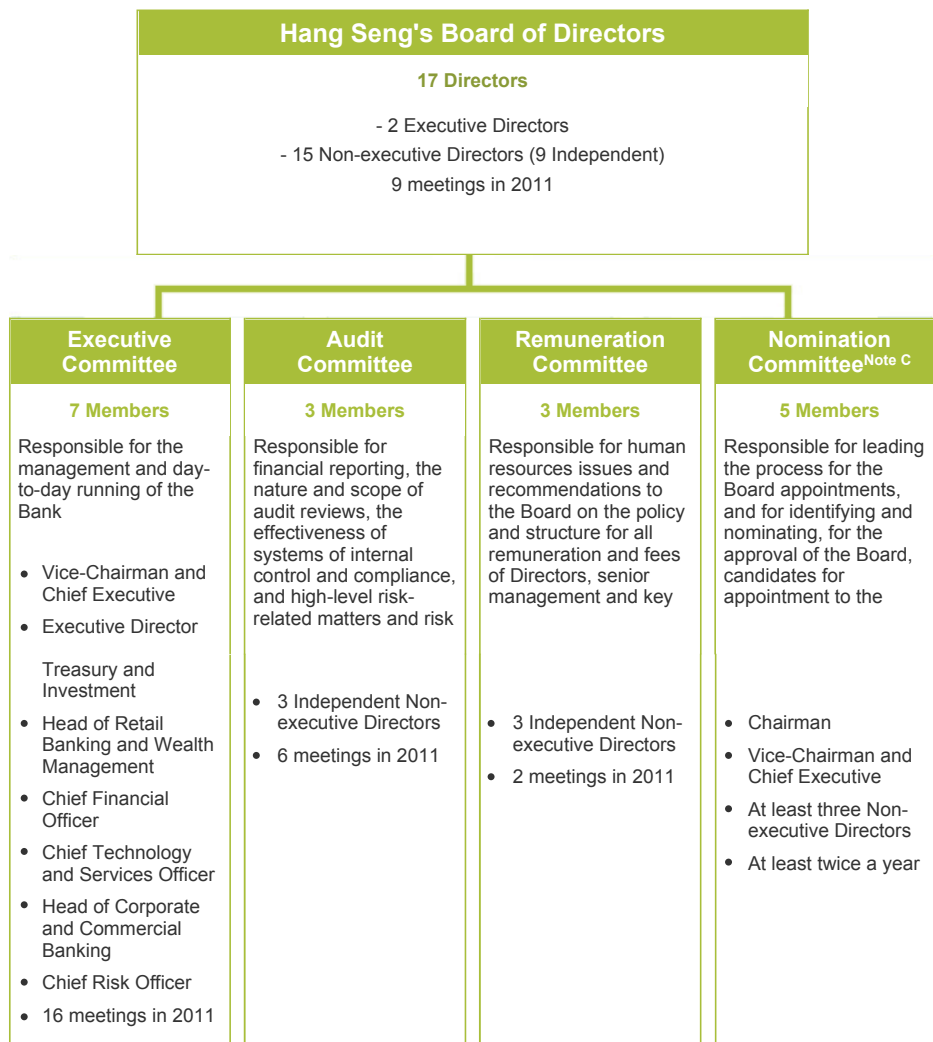 Hang Seng's Board of Directors
17 Directors
- 2 Executive Directors
- 15 Non-executive Directors (9 Independent)
9 meetings in 2011
Executive
Committee
7 Members
Responsible for the
management and day-
to-day running of the
Bank
• Vice-Chairman and
Chief Executive
• Executive Director
Treasury and
Investment
• Head of Retail
Banking and Wealth
Management
• Chief Financial
Officer
• Chief Technology
and Services Officer
• Head of Corporate
and Commercial
Banking
• Chief Risk Officer
• 16 meetings in 2011
Audit
Committee
3 Members
Responsible for
financial reporting, the
nature and scope of
audit reviews, the
effectiveness of
systems of internal
control and compliance,
and high-level risk-
related matters and risk
• 3 Independent Non-
executive Directors
• 6 meetings in 2011
Remuneration
Committee
3 Members
Responsible for human
resources issues and
recommendations to
the Board on the policy
and structure for all
remuneration and fees
of Directors, senior
management and key
• 3 Independent Non-
executive Directors
• 2 meetings in 2011
Nomination
Committee Note C
5 Members
Responsible for leading
the process for the
Board appointments,
and for identifying and
nominating, for the
approval of the Board,
candidates for
appointment to the
• Chairman
• Vice-Chairman and
Chief Executive
• At least three Non-
executive Directors
• At least twice a year